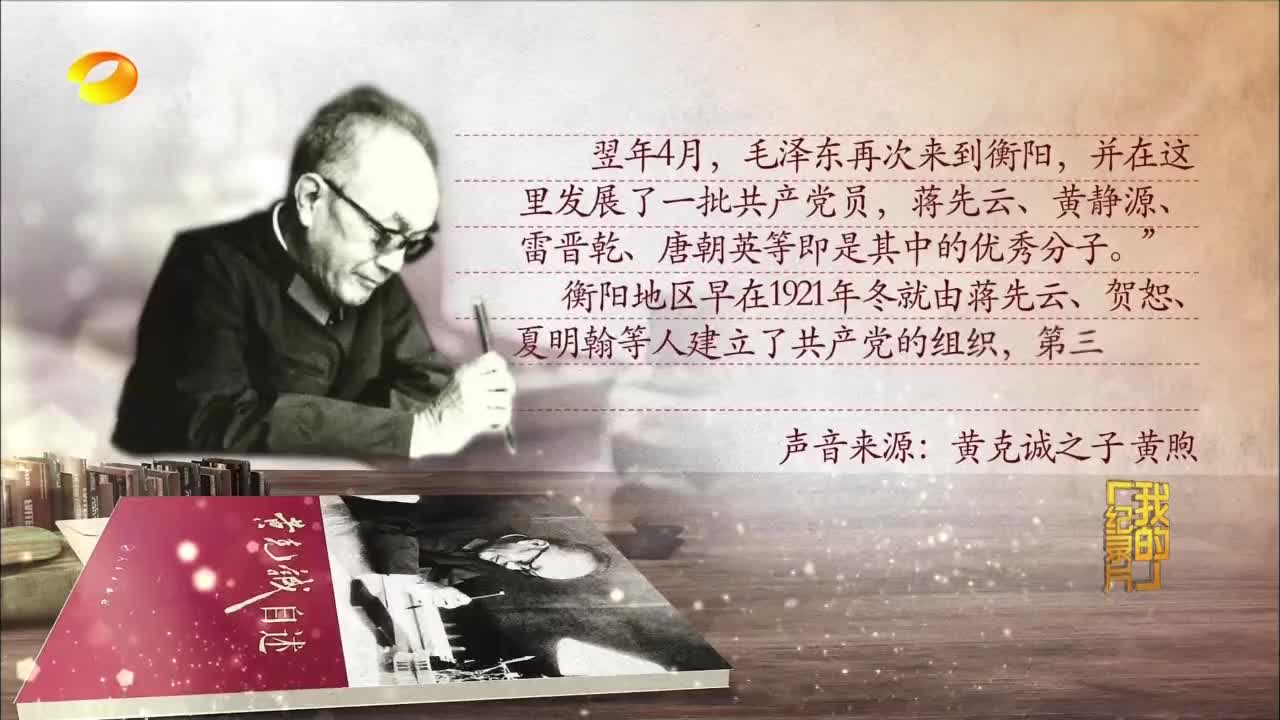 翌年4月，毛泽东再次来到衡阳，并在这
里发展了一批共产党员，蒋先云、黄静源、
雷晋乾、唐朝英等即是其中的优秀分子。”
衡阳地区早在1921年冬就由蒋先云、贺恕、
夏明翰等人建立了共产党的组织，第三
声音来源：黄克诚之子 黄煦
我的
纪录片
黄克诚自述